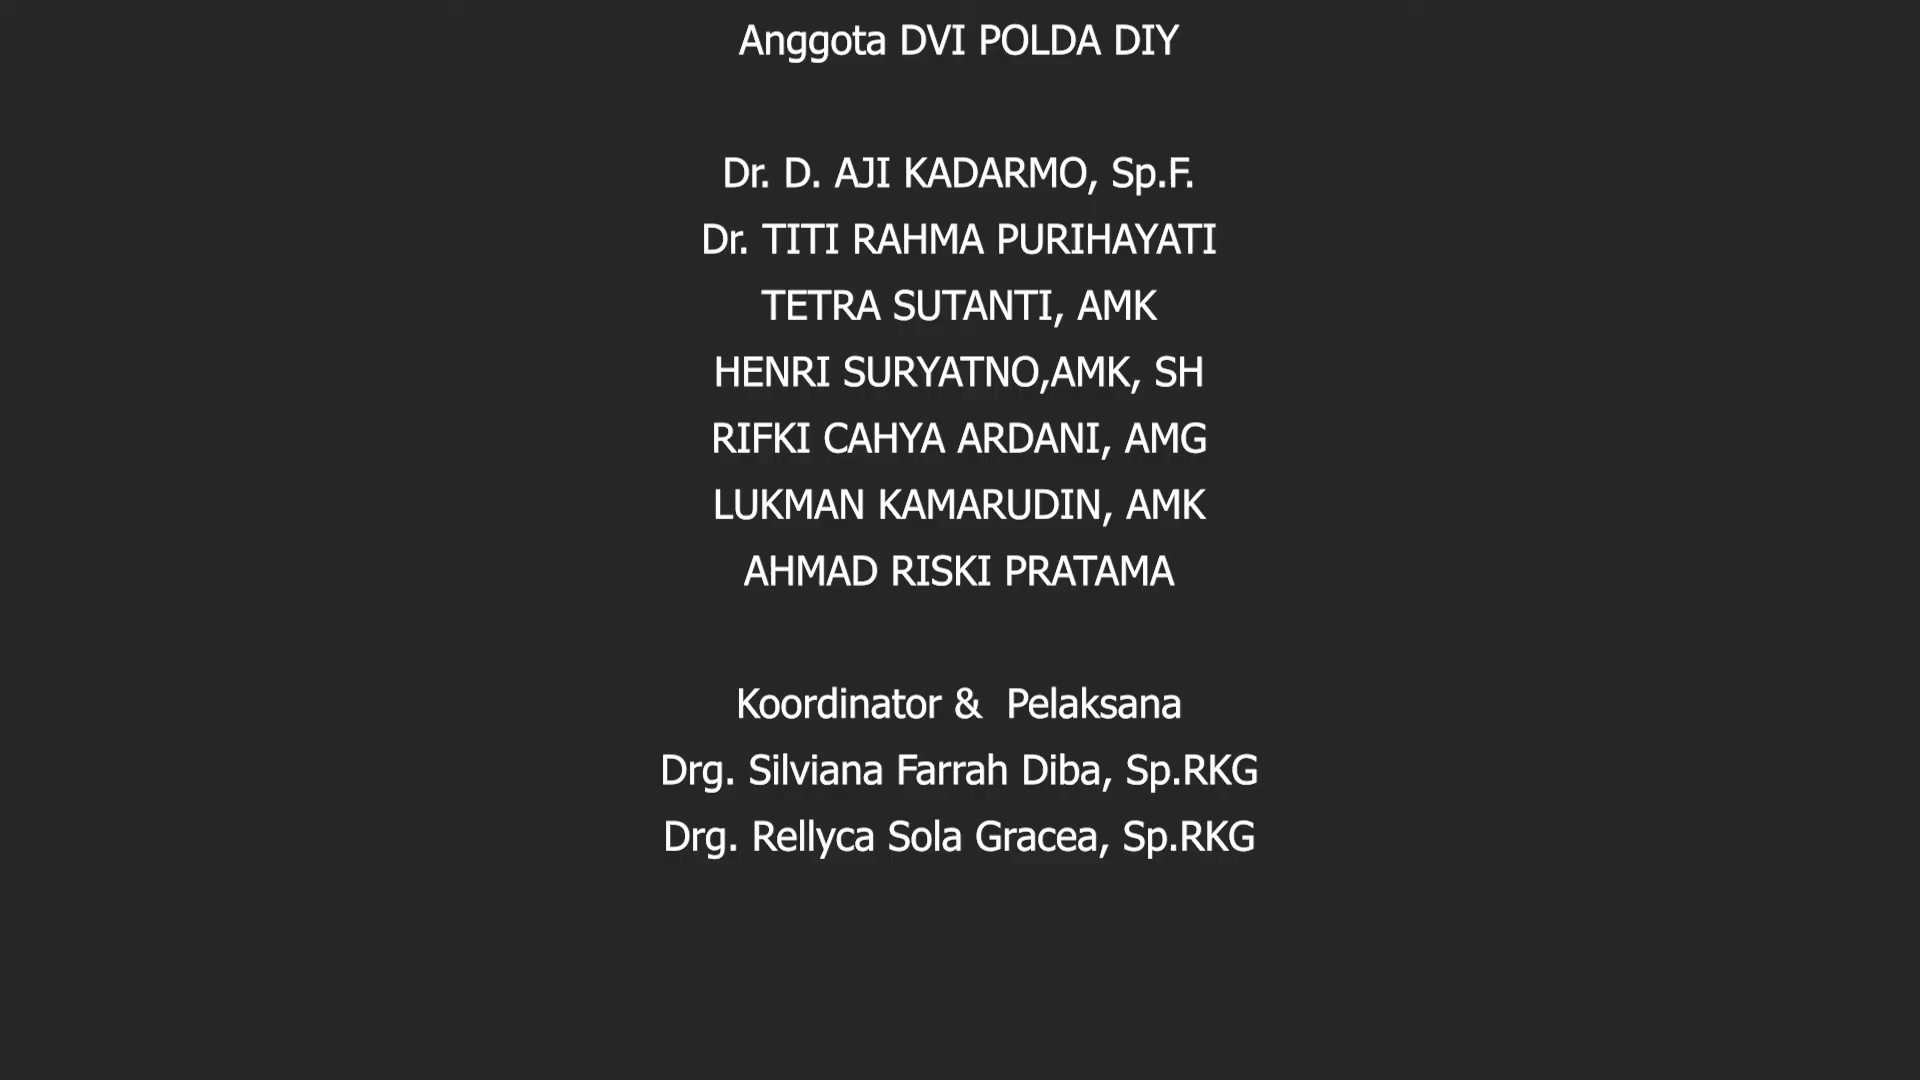 Anggota DVI POLDA DIY
Dr. D. AJI KADARMO, Sp.F.
Dr. TITI RAHMA PURIHAYATI
TETRA SUTANTI, AMK
HENRI SURYATNO,AMK, SH
RIFKI CAHYA ARDANI, AMG
LUKMAN KAMARUDIN, AMK
AHMAD RISKI PRATAMA
Koordinator &  Pelaksana
Drg. Silviana Farrah Diba, Sp.RKG
Drg. Rellyca Sola Gracea, Sp.RKG